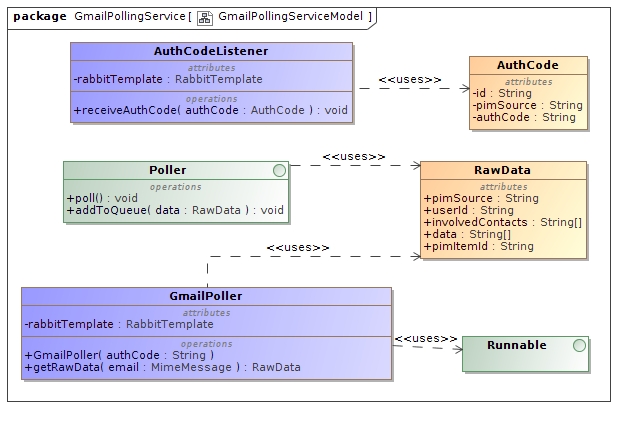 package GmailPollingService[ GmailPollingServiceModel ]
AuthCodeListener
attributes
-rabbitTemplate : RabbitTemplate
operations
+receiveAuthCode( authCode : AuthCode ) : void
<<uses>>
AuthCode
attributes
-id : String
-pimSource : String
-authCode : String
Poller
operations
+poll() : void
+addToQueue( data : RawData ) : void
<<uses>>
RawData
attributes
+pimSource : String
+userId : String
+involvedContacts : String[]
+data : String[]
+pimItemId : String
<<uses>>
GmailPoller
attributes
-rabbitTemplate : RabbitTemplate
operations
+GmailPoller( authCode : String )
+getRawData( email : MimeMessage ) : RawData
<<uses>>
Runnable